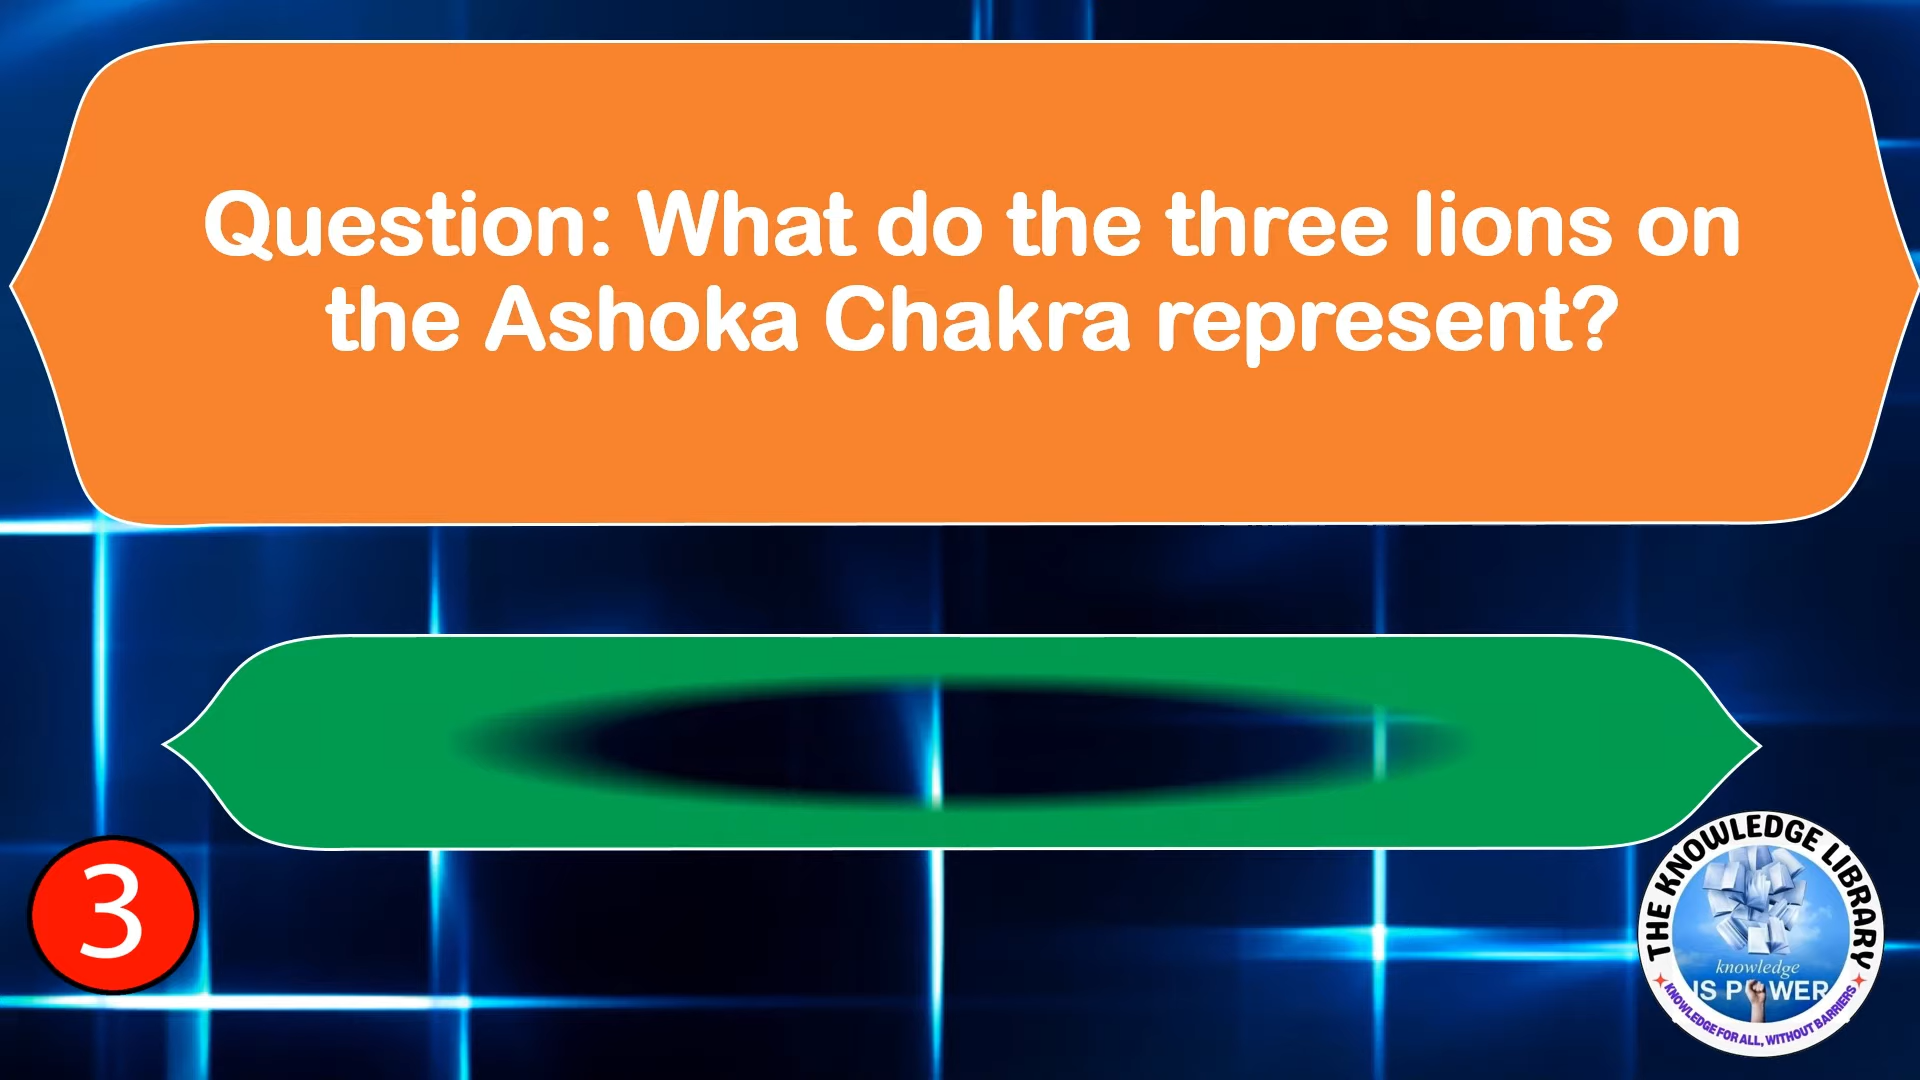 Question: What do the three lions on
the Ashoka Chakra represent?
3
THE KNOWLEDGE LIBRARY
knowledge
IS POWER
KNOWLEDGE FOR ALL, WITHOUT BARRIERS